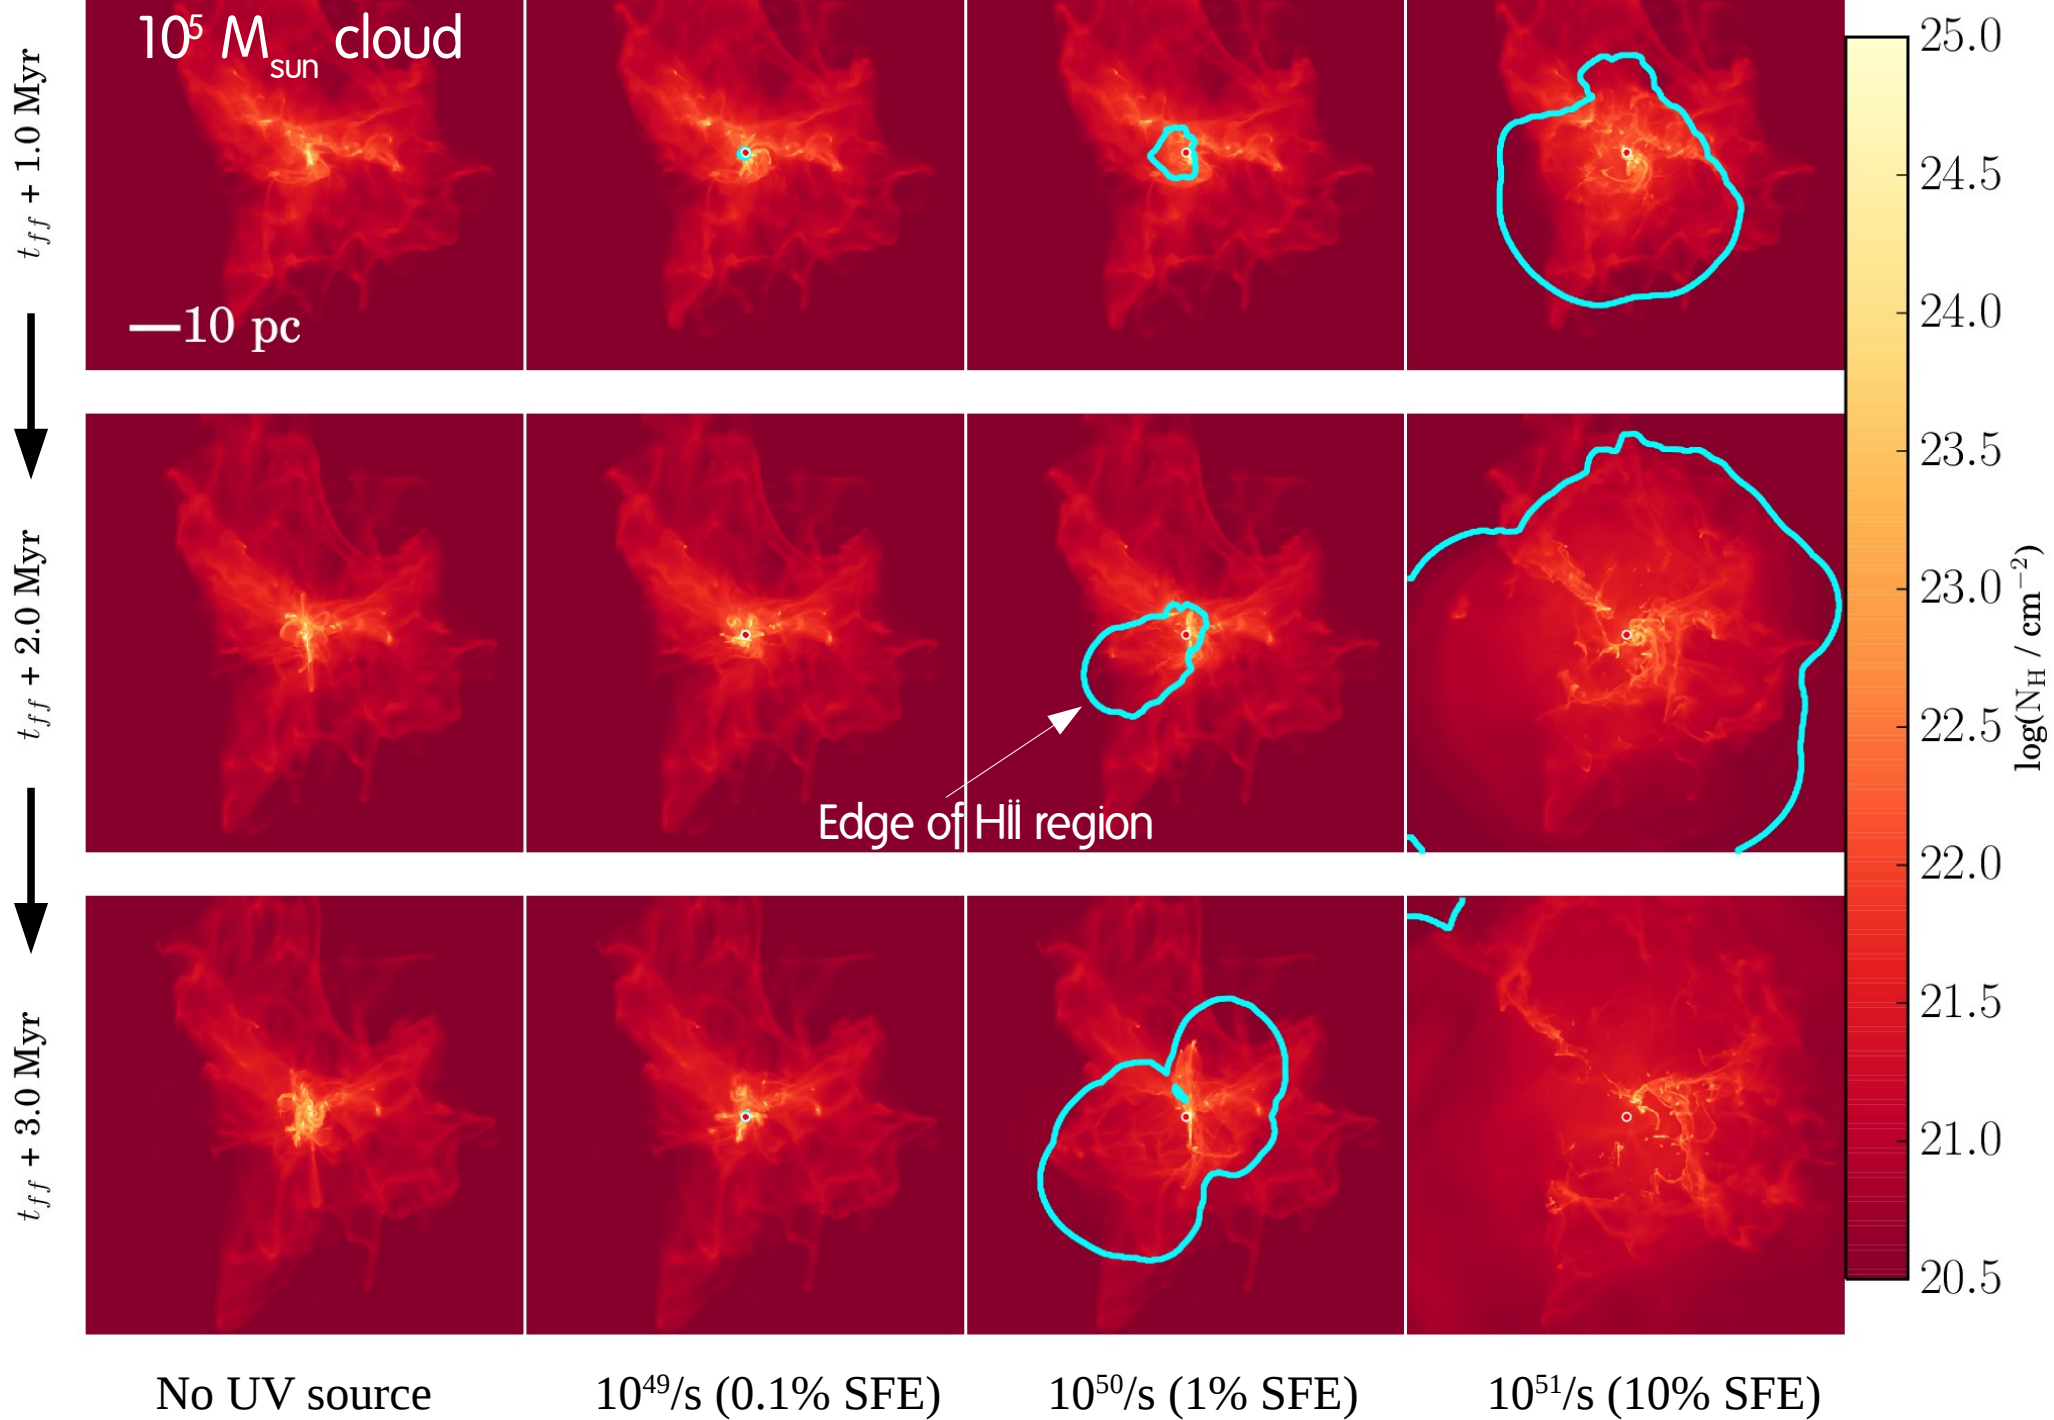 10⁵ M_sun cloud
10 pc
t_ff + 1.0 Myr
t_ff + 2.0 Myr
t_ff + 3.0 Myr
Edge of HII region
25.0
24.5
24.0
23.5
23.0
22.5
22.0
21.5
21.0
20.5
log(N_H / cm⁻²)
No UV source
10⁴⁹/s (0.1% SFE)
10⁵⁰/s (1% SFE)
10⁵¹/s (10% SFE)